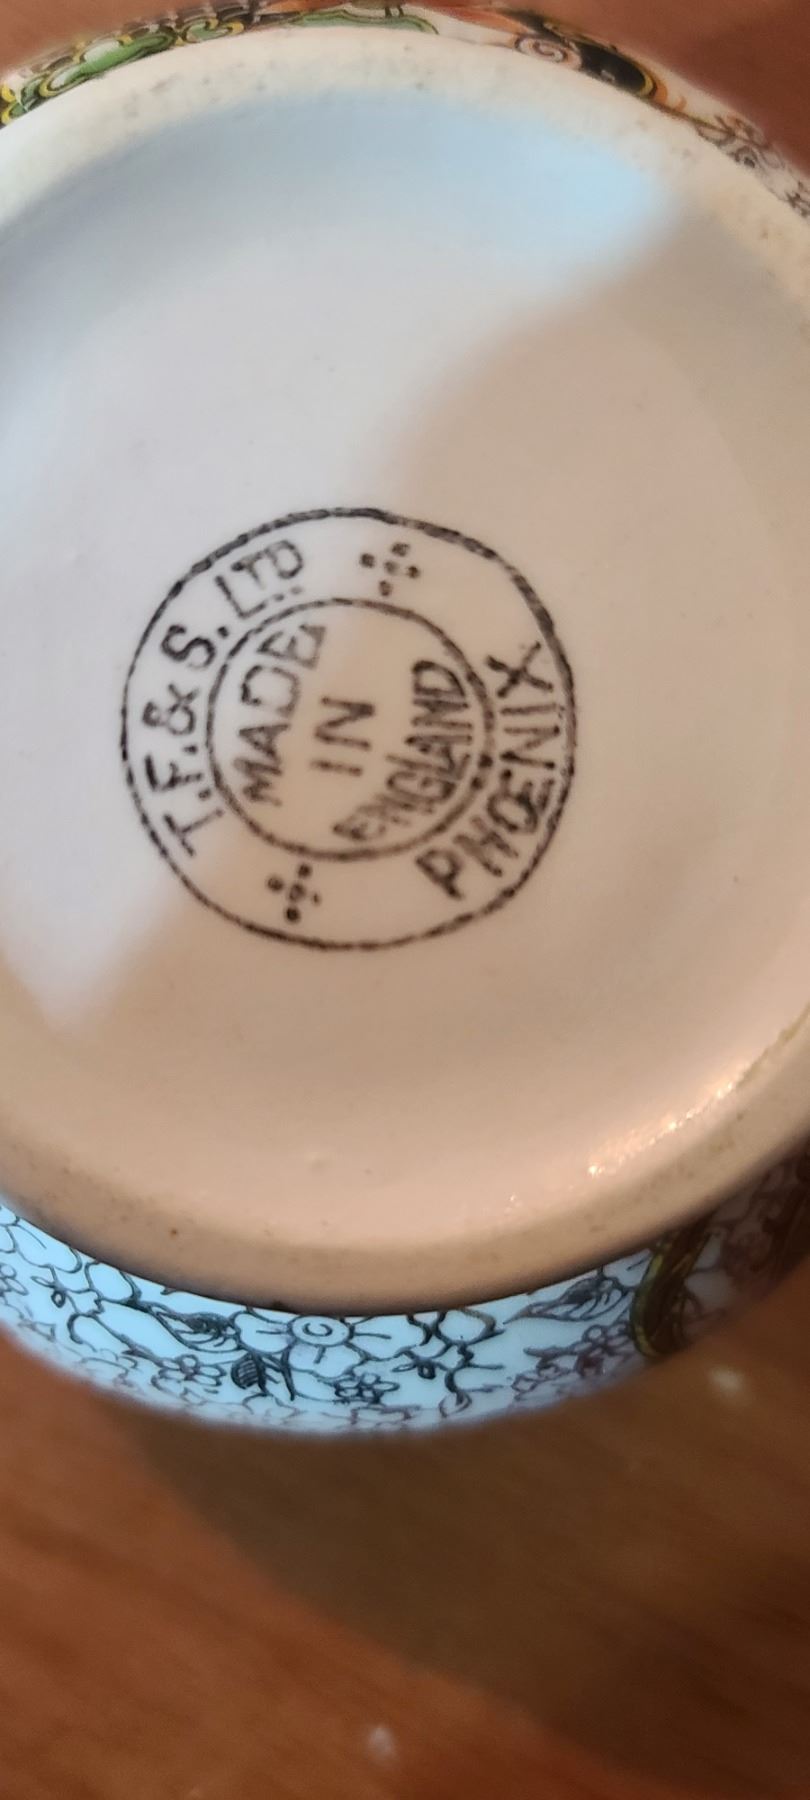 T.F.& S. LTD
MADE
IN
ENGLAND
PHOENIX